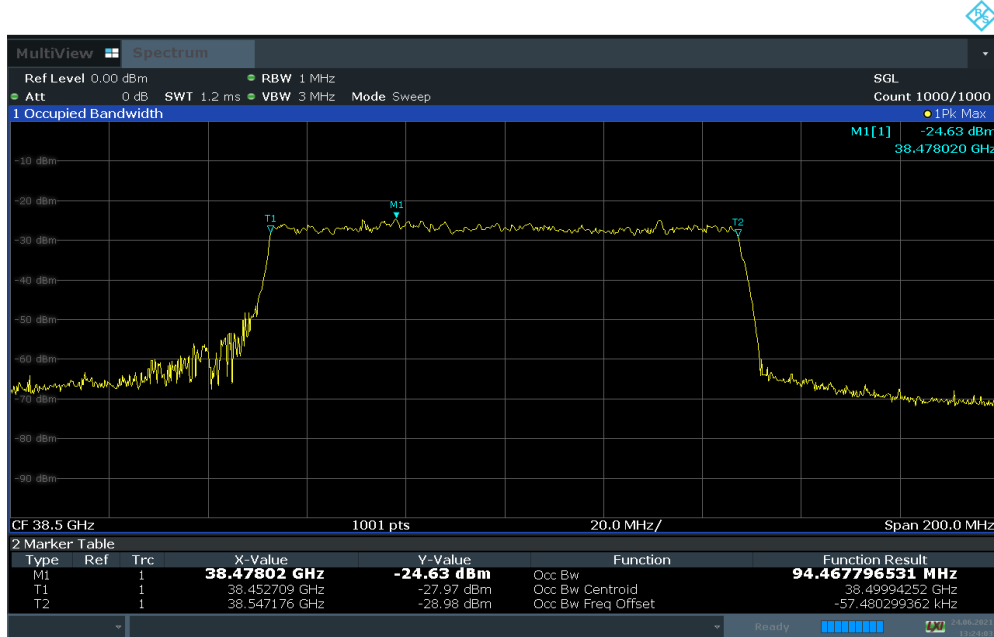 R&S
MultiView Spectrum
Ref Level 0.00 dBm RBW 1 MHz SGL
Att 0 dB SWT 1.2 ms VBW 3 MHz Mode Sweep Count 1000/1000
1 Occupied Bandwidth 1Pk Max
M1[1] -24.63 dBm
38.478020 GHz
-10 dBm
-20 dBm
M1
T1 T2
-30 dBm
-40 dBm
-50 dBm
-60 dBm
-70 dBm
-80 dBm
-90 dBm
CF 38.5 GHz 1001 pts 20.0 MHz/ Span 200.0 MHz
2 Marker Table
Type Ref Trc X-Value Y-Value Function Function Result
M1 1 38.47802 GHz -24.63 dBm Occ Bw 94.467796531 MHz
T1 1 38.452709 GHz -27.97 dBm Occ Bw Centroid 38.49994252 GHz
T2 1 38.547176 GHz -28.98 dBm Occ Bw Freq Offset -57.480299362 kHz
Ready LXI 24.06.2021